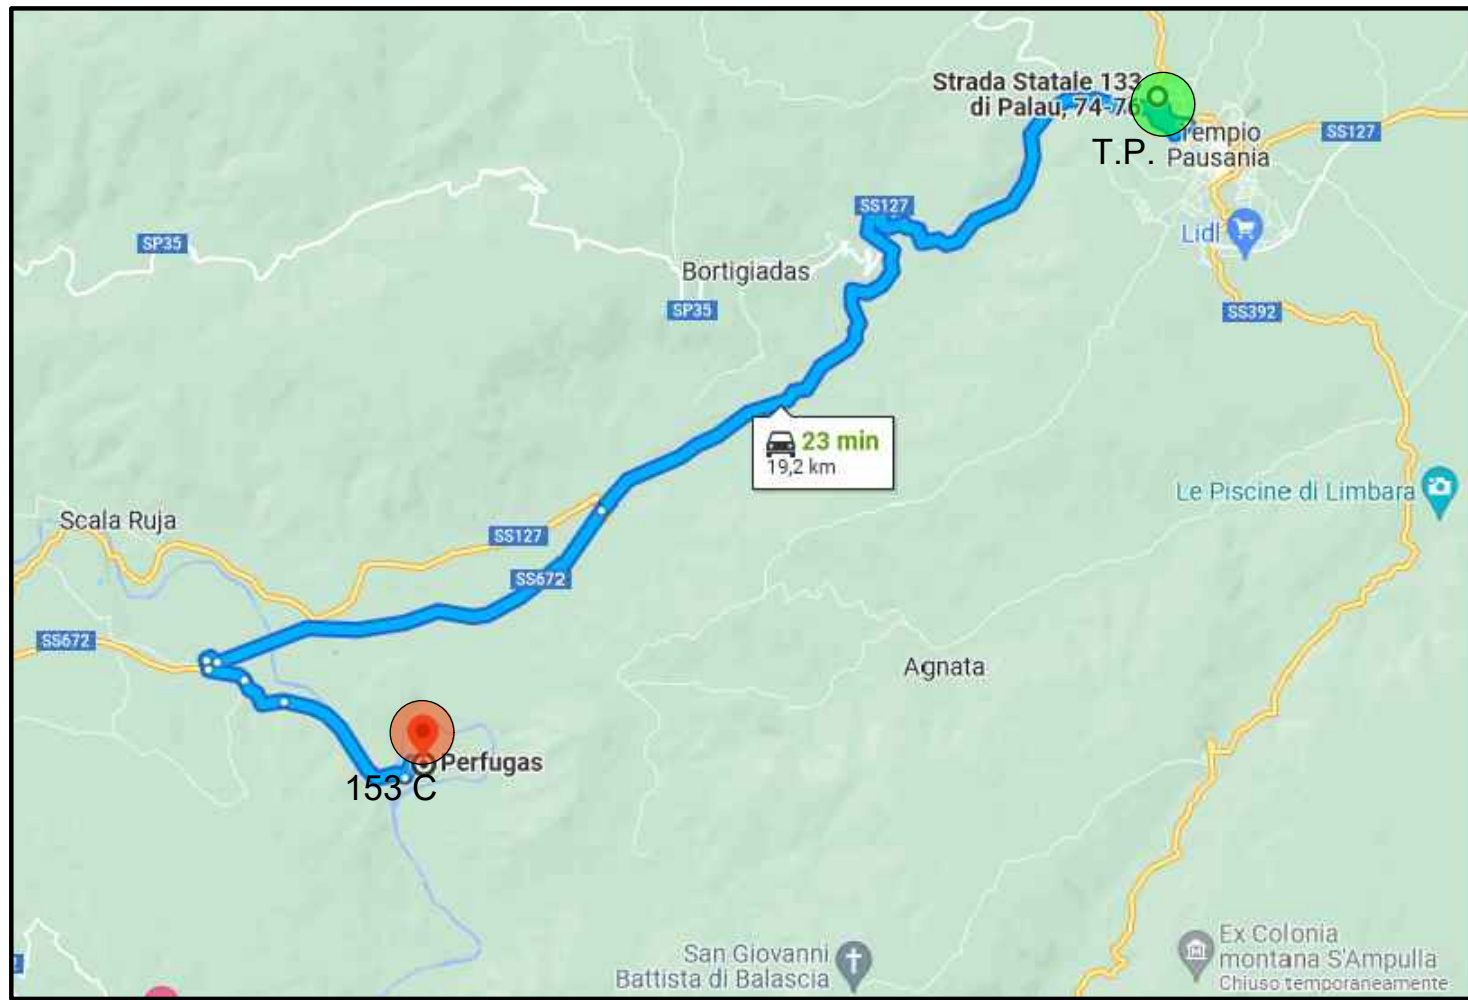 Strada Statale 133
di Palau, 74-76
T.P.
Tempio
Pausania
SS127
SS127
Lidl
SP35
Bortigiadas
SP35
SS392
23 min
19,2 km
Le Piscine di Limbara
Scala Ruja
SS127
SS672
SS672
Agnata
Perfugas
153 C
San Giovanni
Battista di Balascia
Ex Colonia
montana S'Ampulla
Chiuso temporaneamente